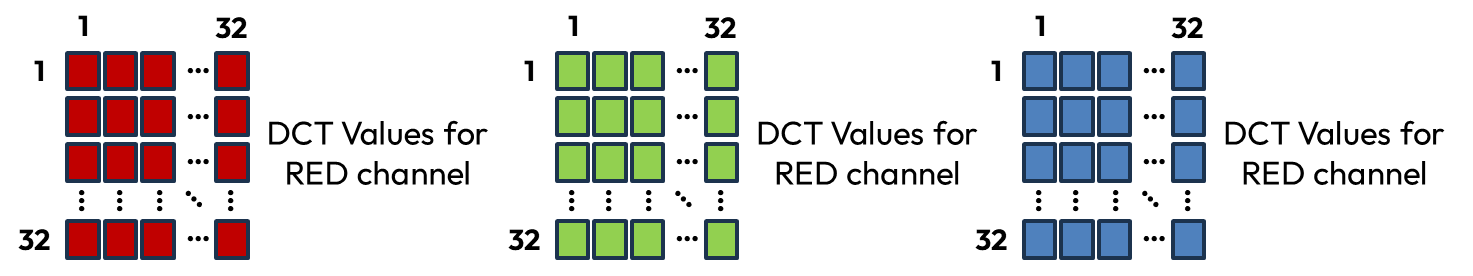 1 32
1
DCT Values for
RED channel
32
1 32
1
DCT Values for
RED channel
32
1 32
1
DCT Values for
RED channel
32